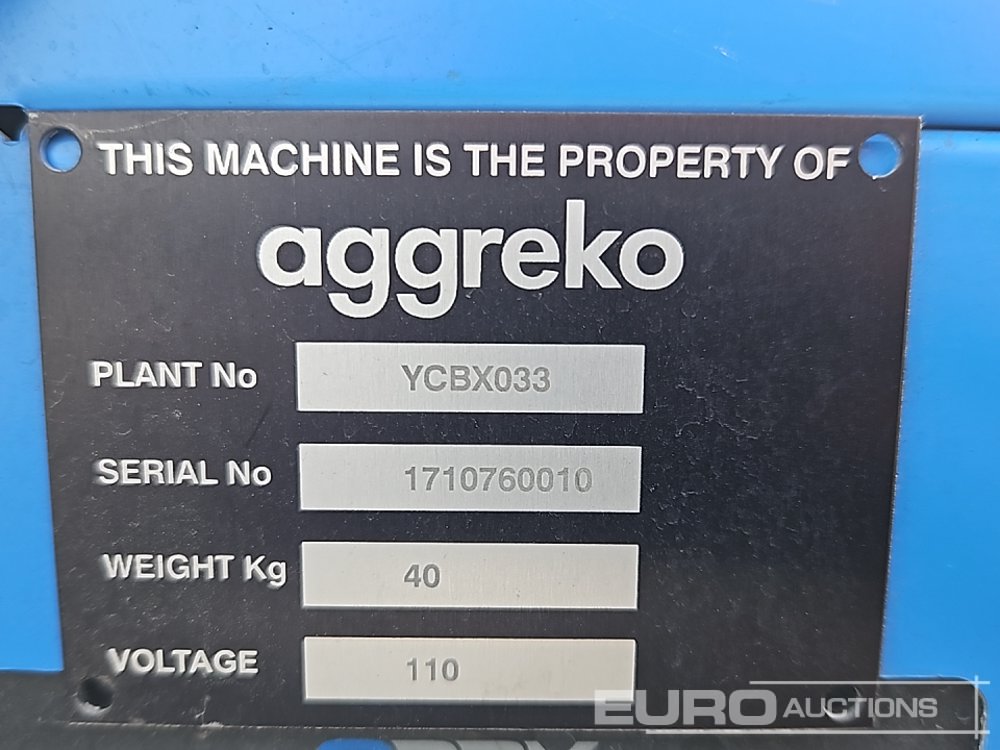 THIS MACHINE IS THE PROPERTY OF
aggreko
PLANT No YCBX033
SERIAL No 1710760010
WEIGHT Kg 40
VOLTAGE 110
EURO AUCTIONS